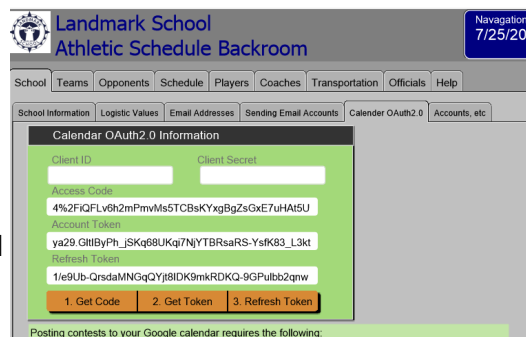 Landmark School
Athletic Schedule Backroom
Navagation
7/25/20
School Teams Opponents Schedule Players Coaches Transportation Officials Help
School Information Logistic Values Email Addresses Sending Email Accounts Calender OAuth2.0 Accounts, etc
Calendar OAuth2.0 Information
Client ID Client Secret
Access Code
4%2FiQFLv6h2mPmvMs5TCBsKYxgBgZsGxE7uHAt5U
Account Token
ya29.GltlByPh_jSKq68UKqi7NjYTBRsaRS-YsfK83_L3kt
Refresh Token
1/e9Ub-QrsdaMNGqQYjt8IDK9mkRDKQ-9GPulbb2qnw
1. Get Code 2. Get Token 3. Refresh Token
Posting contests to your Google calendar requires the following: